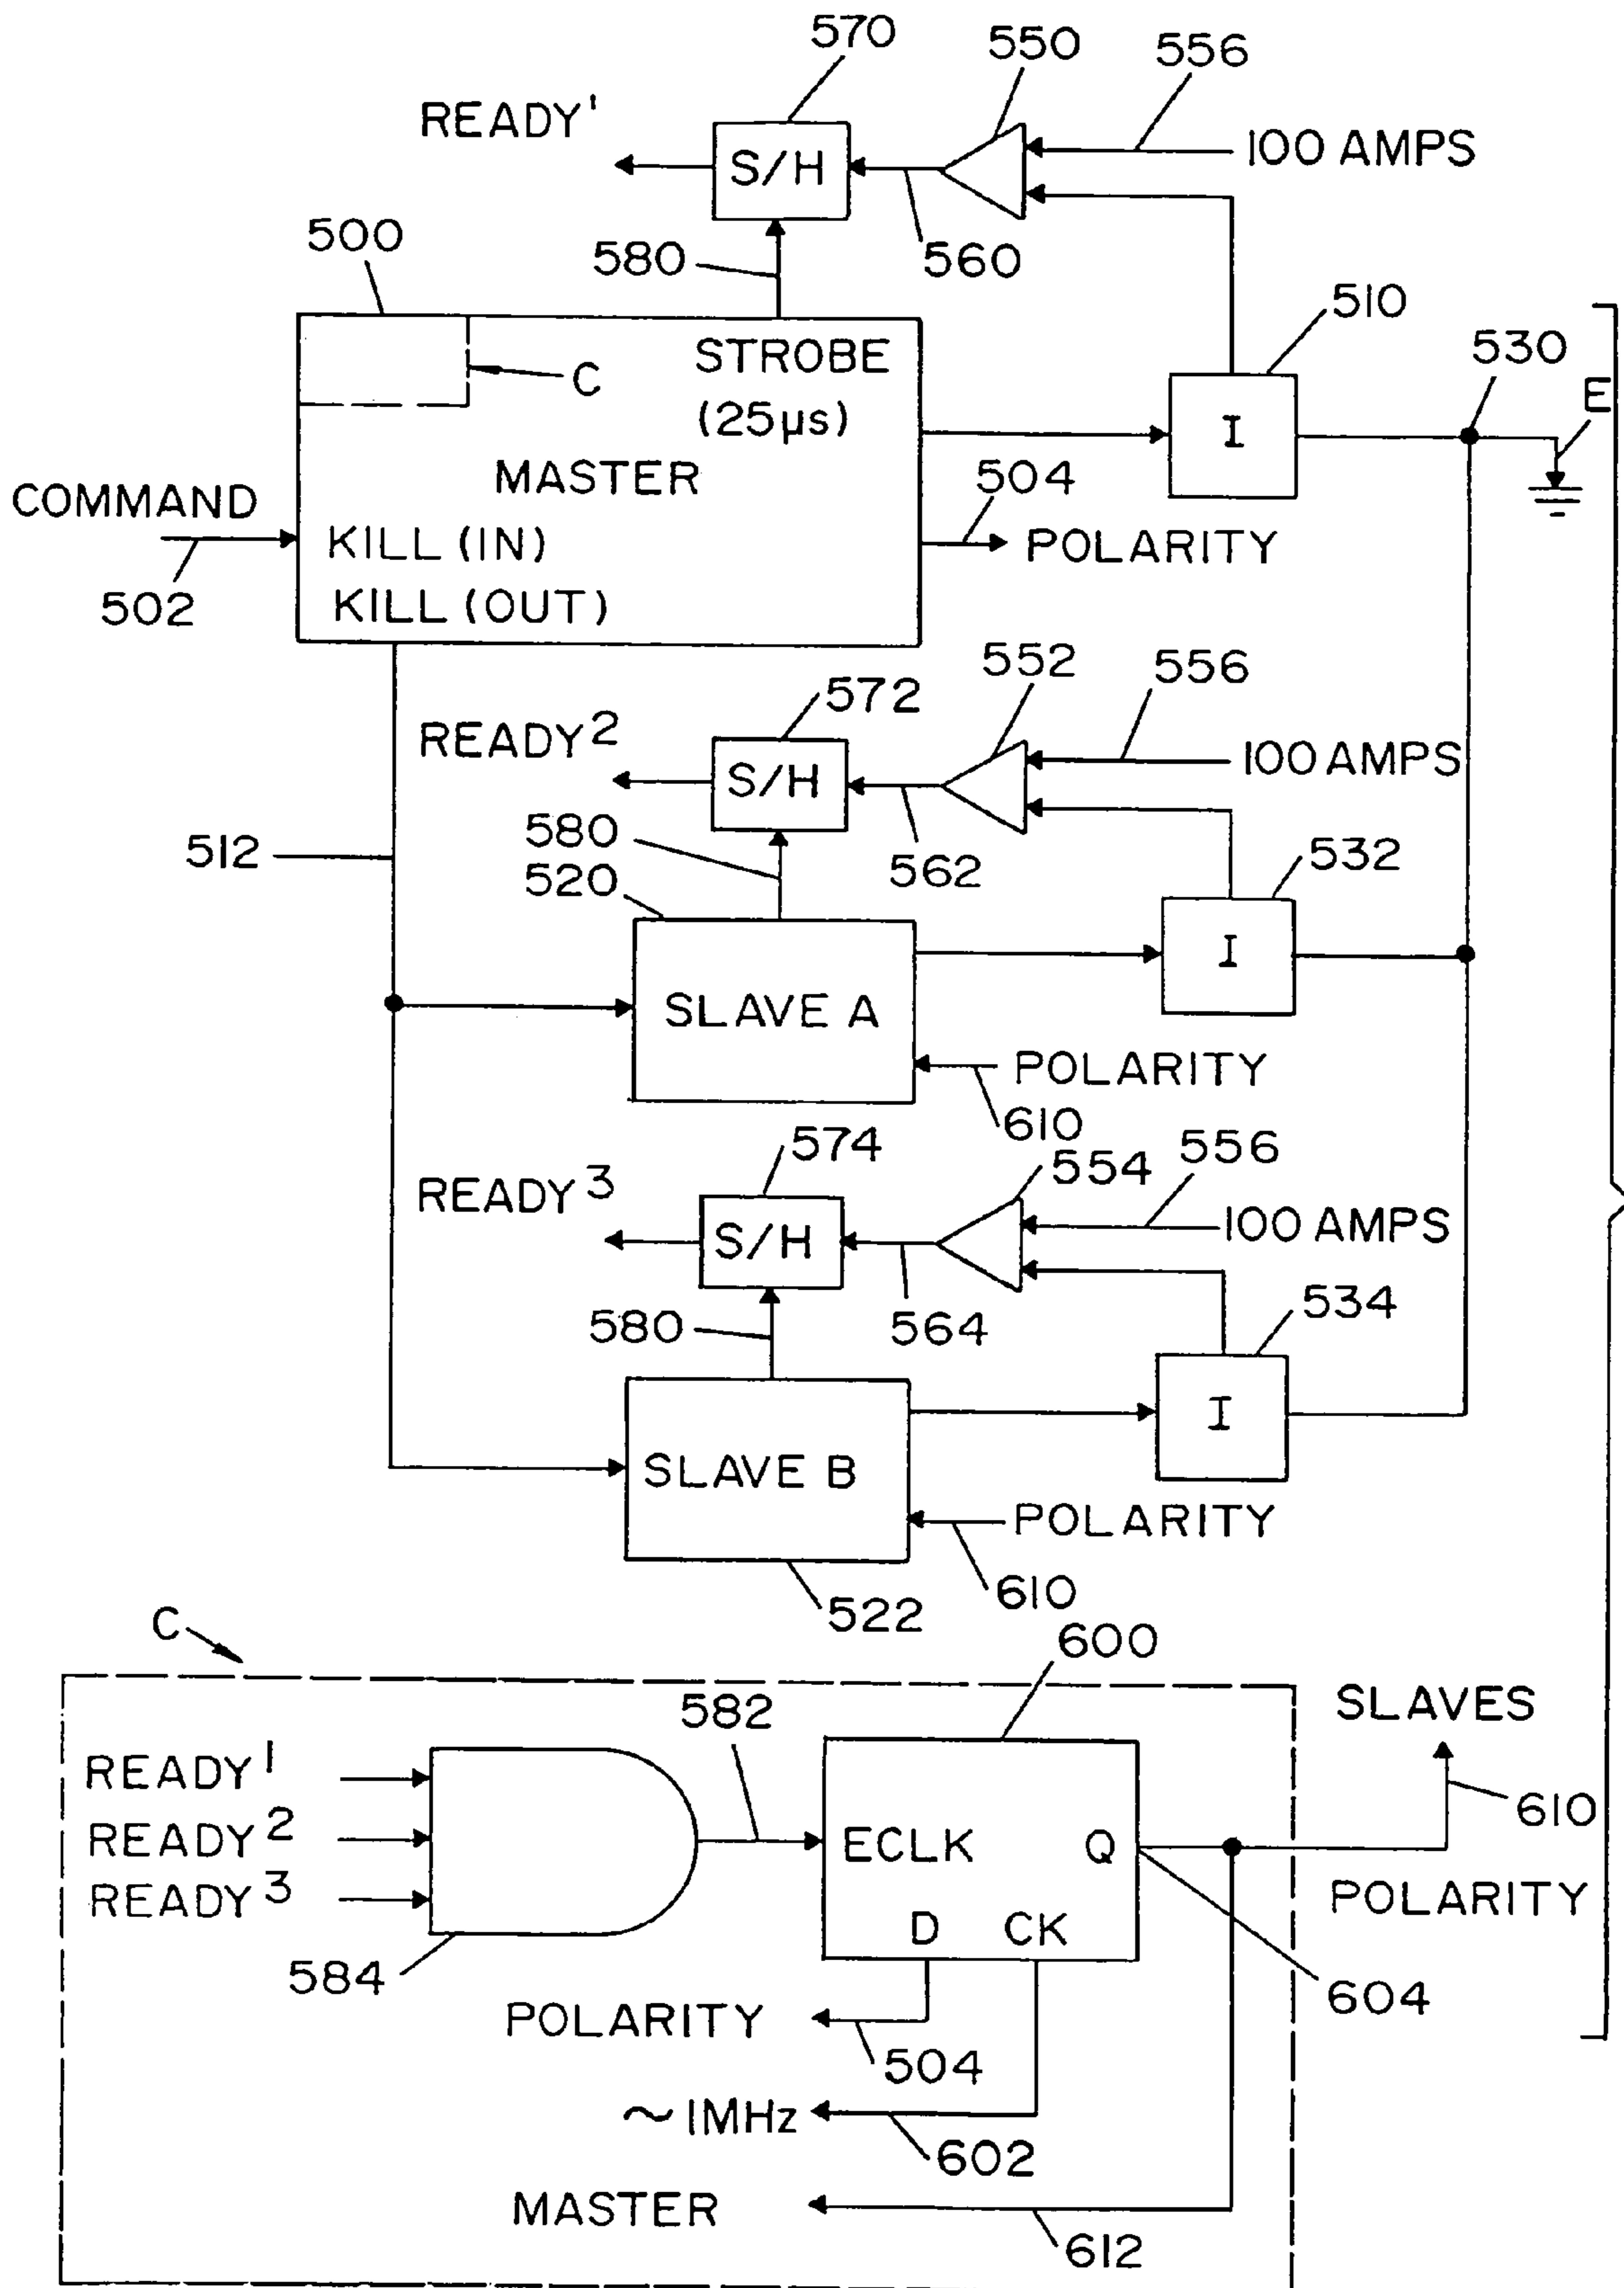 570
550
556
READY¹
S/H
100 AMPS
500
580
560
510
530
E
STROBE
(25µs)
C
I
MASTER
504
COMMAND
KILL (IN)
POLARITY
502
KILL (OUT)
552
556
572
READY²
S/H
100 AMPS
580
512
562
532
520
I
SLAVE A
POLARITY
610
574
554
556
READY³
S/H
100 AMPS
580
564
534
I
SLAVE B
POLARITY
610
522
C
600
582
SLAVES
READY¹
610
READY²
ECLK
Q
READY³
POLARITY
D
CK
584
604
POLARITY
504
~1MHz
602
MASTER
612